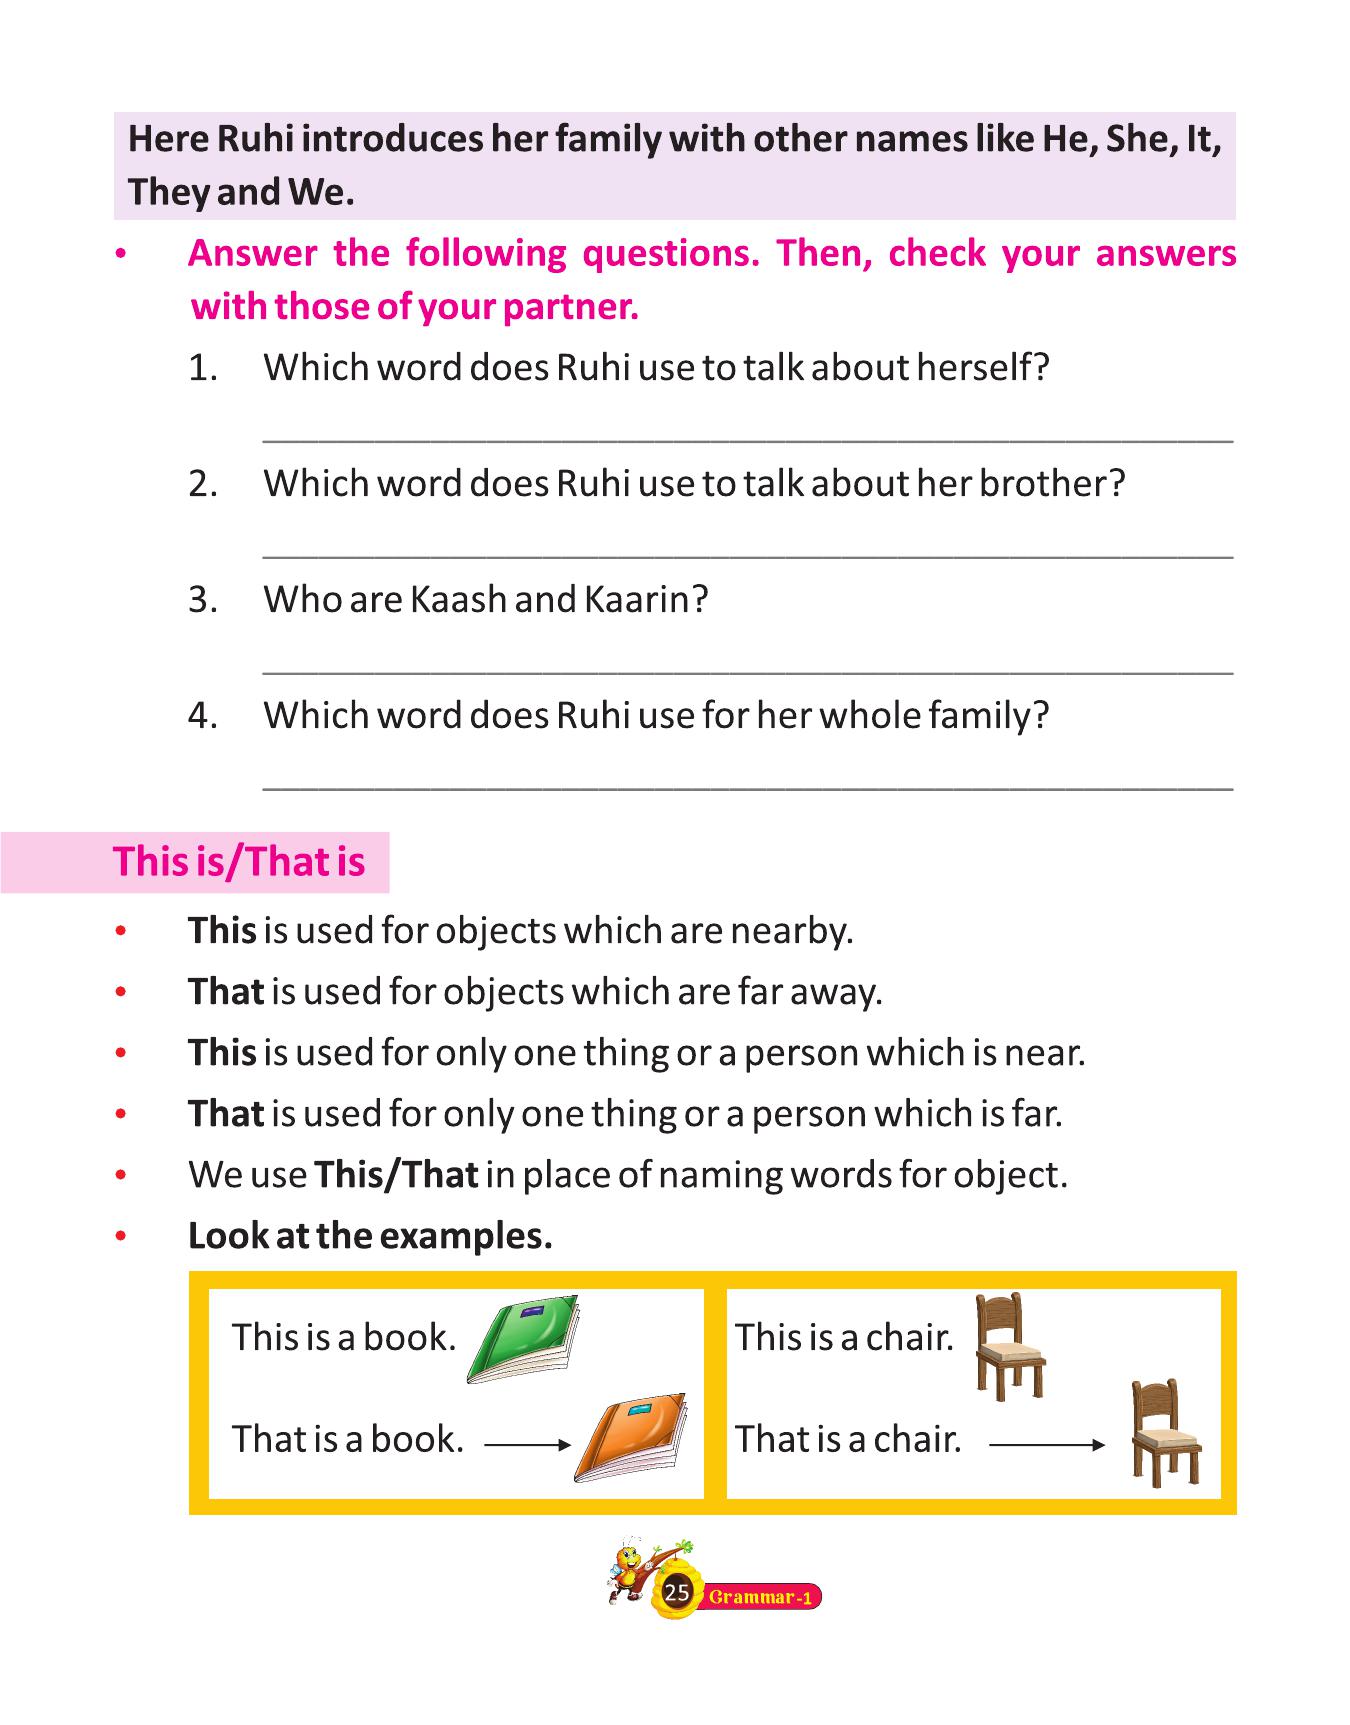 Here Ruhi introduces her family with other names like He, She, It,
They and We.
• Answer the following questions. Then, check your answers
with those of your partner.
1. Which word does Ruhi use to talk about herself?
2. Which word does Ruhi use to talk about her brother?
3. Who are Kaash and Kaarin?
4. Which word does Ruhi use for her whole family?
This is/That is
• This is used for objects which are nearby.
• That is used for objects which are far away.
• This is used for only one thing or a person which is near.
• That is used for only one thing or a person which is far.
• We use This/That in place of naming words for object.
• Look at the examples.
This is a book.
That is a book.
This is a chair.
That is a chair.
25 Grammar-1